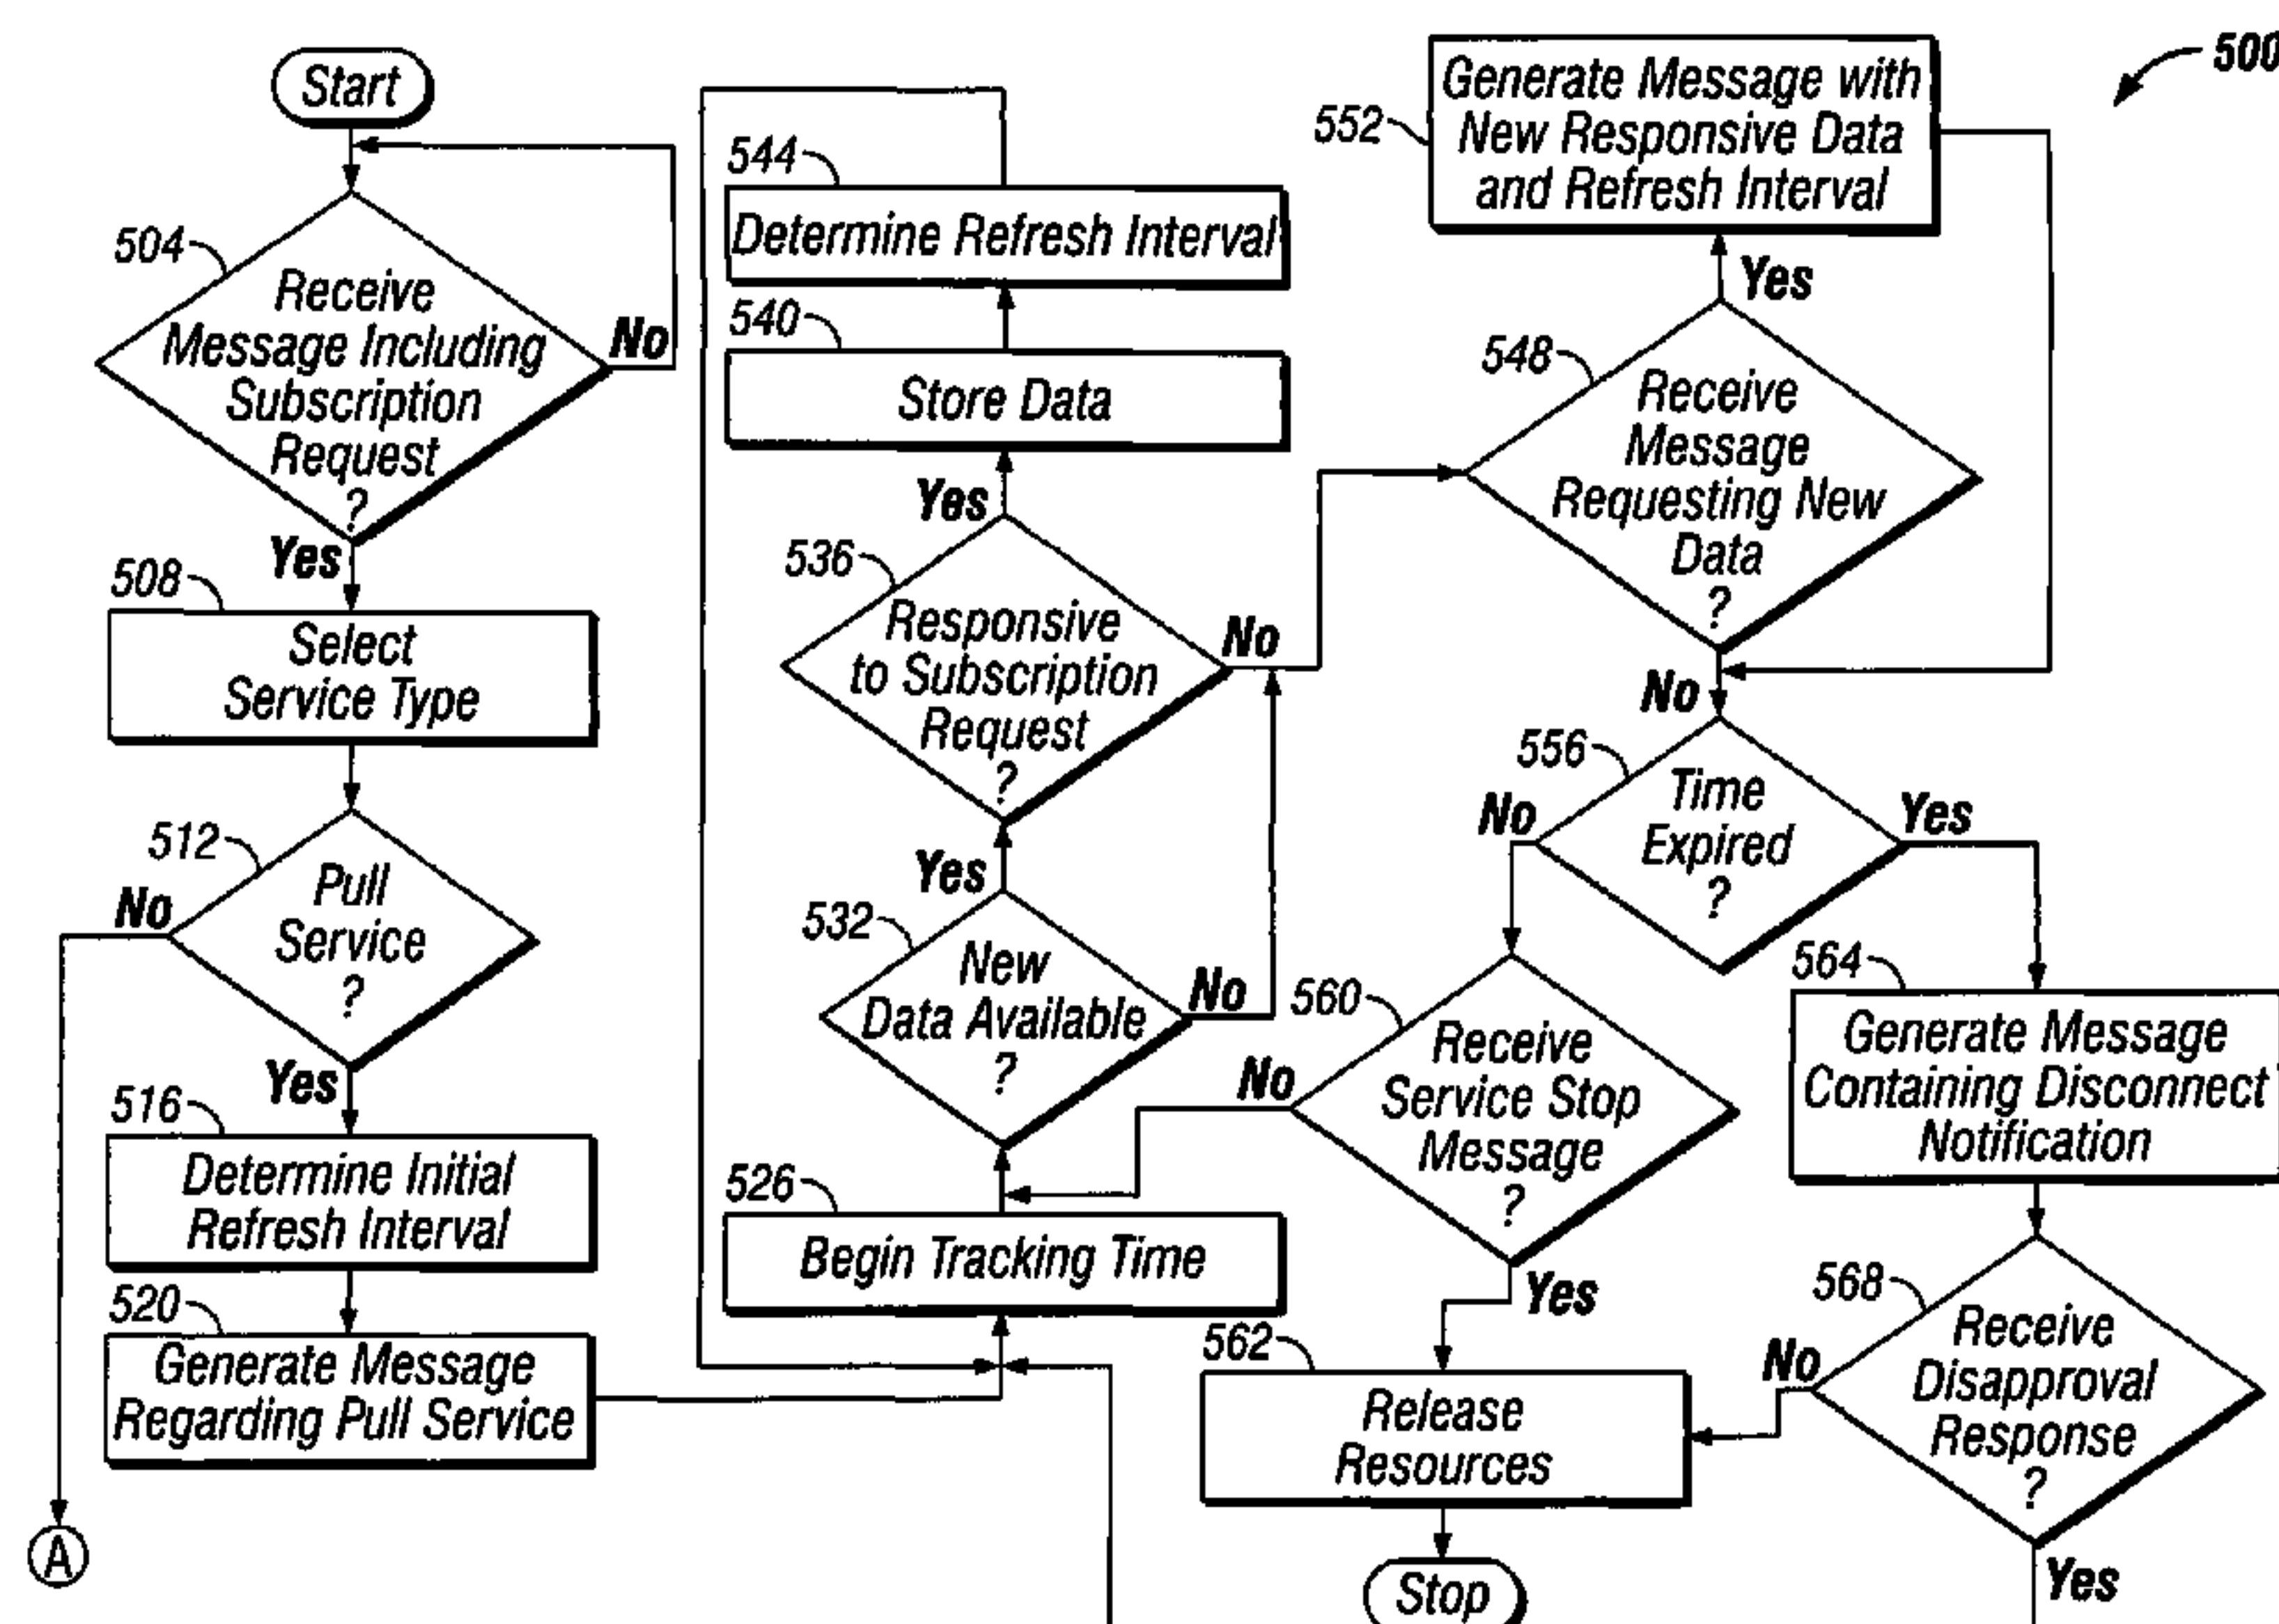 Start
504
Receive
Message Including
Subscription
Request
?
No
Yes
508
Select
Service Type
512
Pull
Service
?
No
Yes
516
Determine Initial
Refresh Interval
520
Generate Message
Regarding Pull Service
A
544
Determine Refresh Interval
540
Store Data
Yes
536
Responsive
to Subscription
Request
?
No
Yes
532
New
Data Available
?
No
526
Begin Tracking Time
500
552
Generate Message with
New Responsive Data
and Refresh Interval
Yes
548
Receive
Message
Requesting New
Data
?
No
556
Time
Expired
?
No
Yes
560
Receive
Service Stop
Message
?
No
Yes
562
Release
Resources
Stop
564
Generate Message
Containing Disconnect
Notification
568
Receive
Disapproval
Response
?
No
Yes